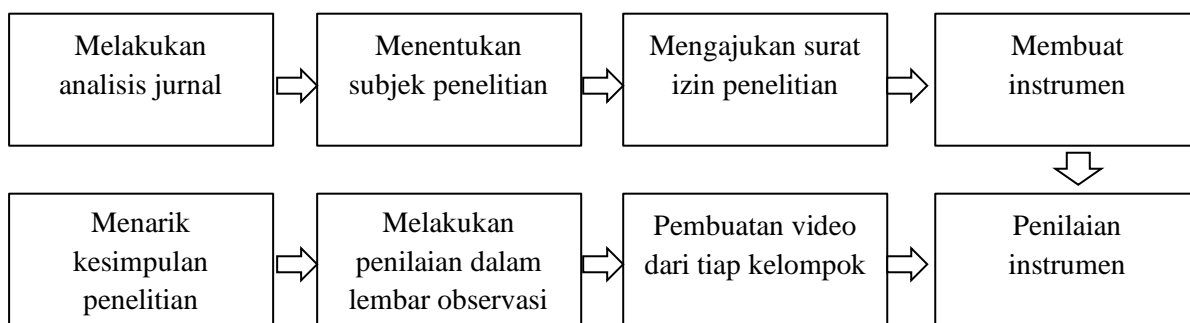 Melakukan
analisis jurnal
Menentukan
subjek penelitian
Mengajukan surat
izin penelitian
Membuat
instrumen
Menarik
kesimpulan
penelitian
Melakukan
penilaian dalam
lembar observasi
Pembuatan video
dari tiap kelompok
Penilaian
instrumen